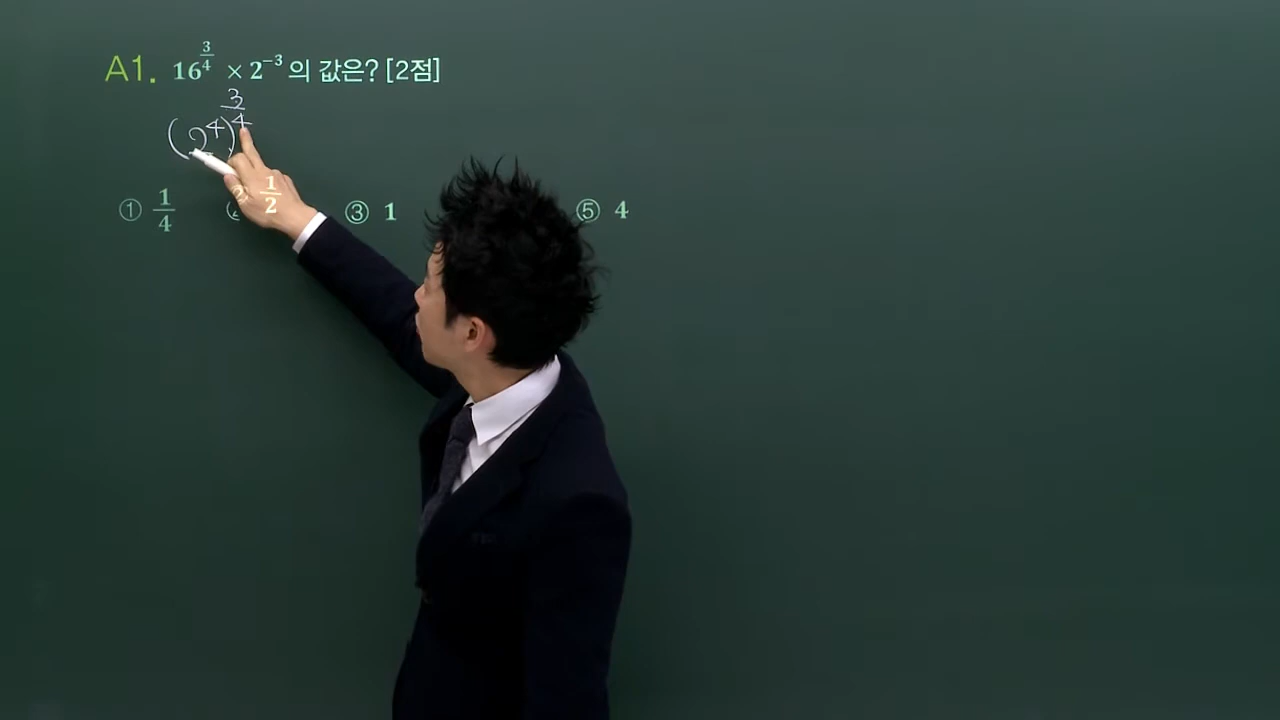 A1. 16^{3/4} × 2^{-3} 의 값은? [2점]
(2^4)^{3/4}
① 1/4 ② 1/2 ③ 1 ⑤ 4